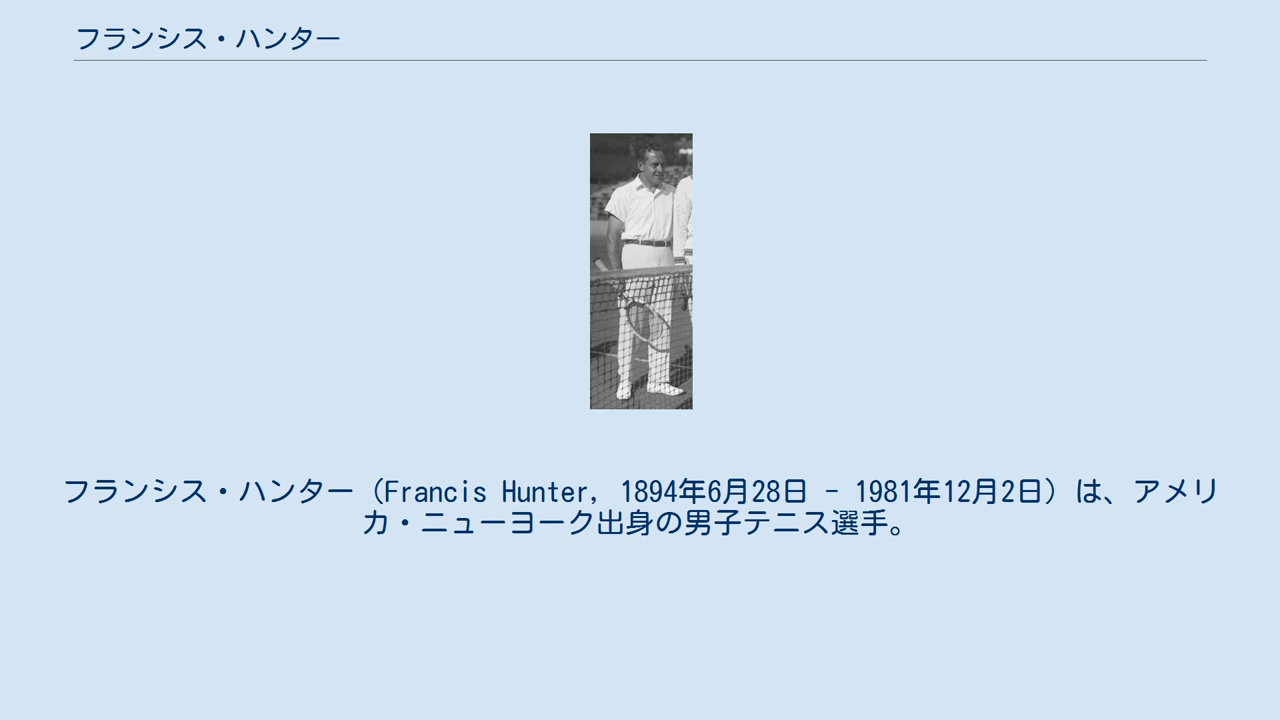 フランシス・ハンター
フランシス・ハンター（Francis Hunter, 1894年6月28日 - 1981年12月2日）は、アメリ
カ・ニューヨーク出身の男子テニス選手。